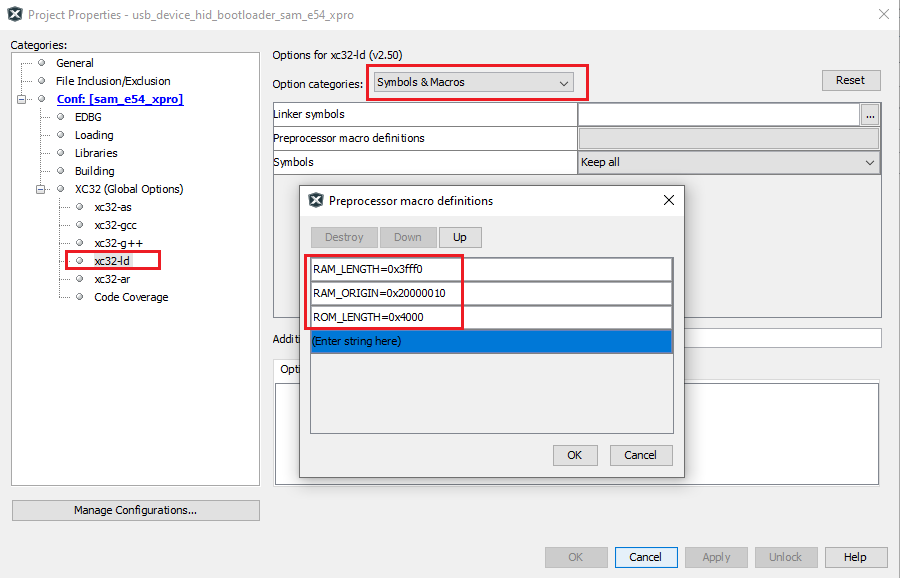 Project Properties - usb_device_hid_bootloader_sam_e54_xpro
Categories:
General
File Inclusion/Exclusion
Conf: [sam_e54_xpro]
EDBG
Loading
Libraries
Building
XC32 (Global Options)
xc32-as
xc32-gcc
xc32-g++
xc32-ld
xc32-ar
Code Coverage
Manage Configurations...
Options for xc32-ld (v2.50)
Option categories: Symbols & Macros
Reset
Linker symbols
...
Preprocessor macro definitions
Symbols
Keep all
Preprocessor macro definitions
Destroy
Down
Up
RAM_LENGTH=0x3fff0
RAM_ORIGIN=0x20000010
ROM_LENGTH=0x4000
(Enter string here)
OK
Cancel
Additi
Opti
OK
Cancel
Apply
Unlock
Help